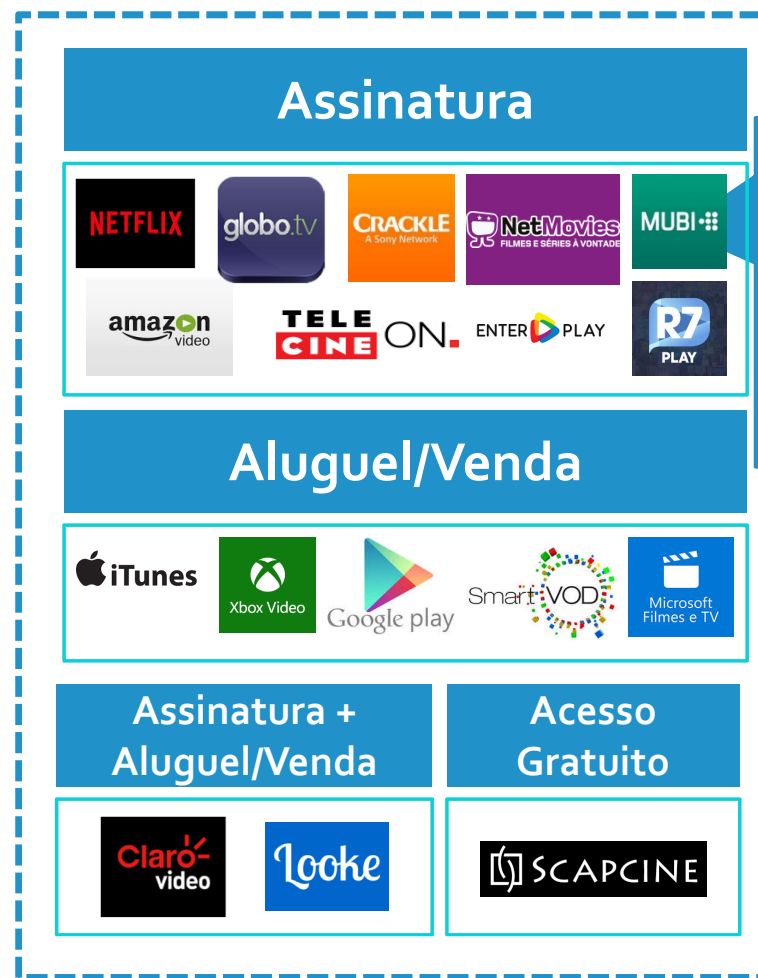 Assinatura
NETFLIX
globo.tv
CRACKLE
A Sony Network
NetMovies
FILMES E SÉRIES À VONTADE
MUBI
amazon
video
TELE
CINE
ON.
ENTER PLAY
R7
PLAY
Aluguel/Venda
iTunes
Xbox Video
Google play
Smart VOD
Microsoft
Filmes e TV
Assinatura +
Aluguel/Venda
Acesso
Gratuito
Claro-
video
Looke
SCAPCINE